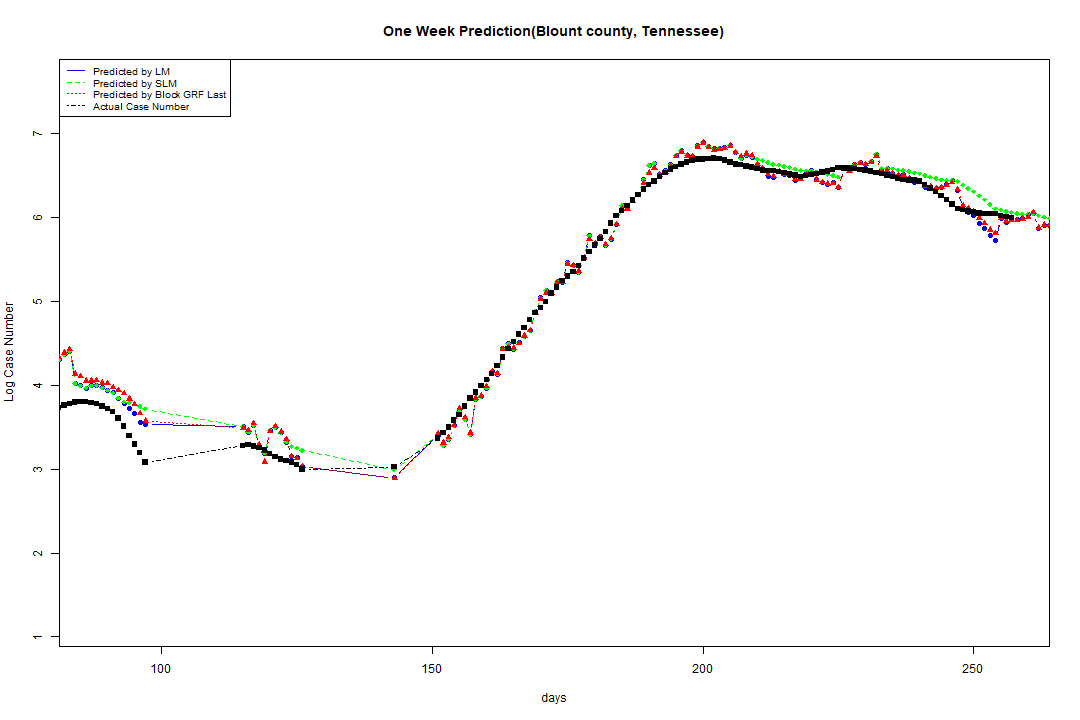 One Week Prediction(Blount county, Tennessee)
Predicted by LM
Predicted by SLM
Predicted by Block GRF Last
Actual Case Number
7
6
5
4
3
2
1
Log Case Number
100
150
200
250
days